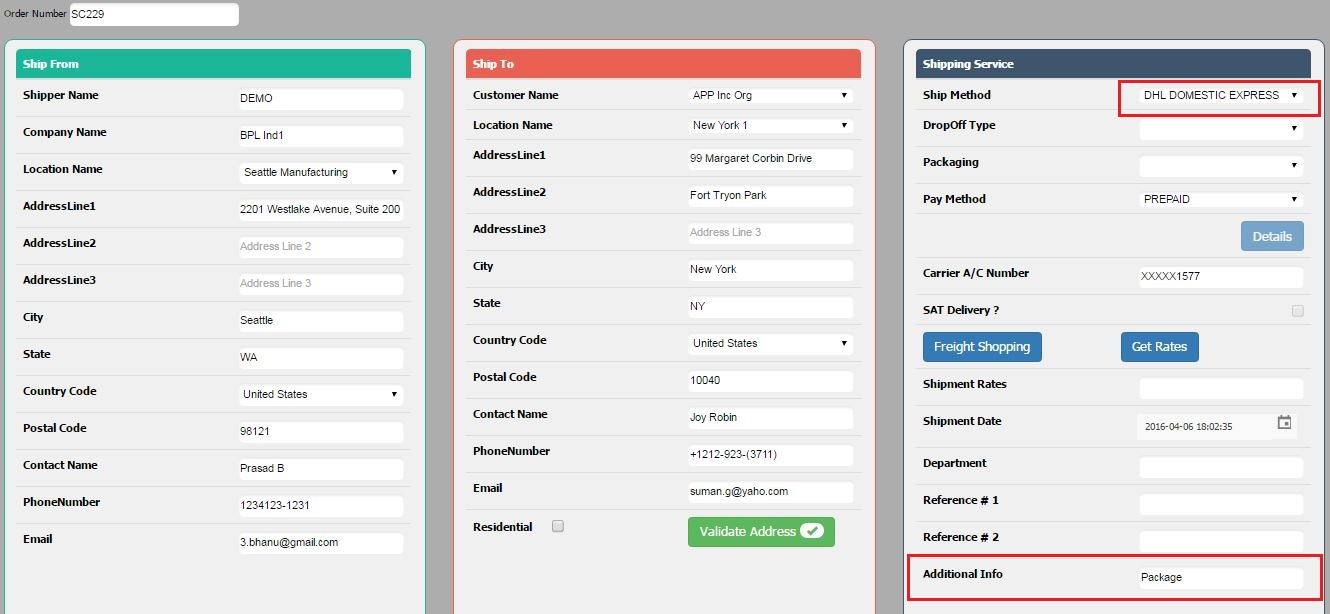 Order Number SC229
Ship From
Shipper Name DEMO
Company Name BPL Ind1
Location Name Seattle Manufacturing
AddressLine1 2201 Westlake Avenue, Suite 200
AddressLine2 Address Line 2
AddressLine3 Address Line 3
City Seattle
State WA
Country Code United States
Postal Code 98121
Contact Name Prasad B
PhoneNumber 1234123-1231
Email 3.bhanu@gmail.com
Ship To
Customer Name APP Inc Org
Location Name New York 1
AddressLine1 99 Margaret Corbin Drive
AddressLine2 Fort Tryon Park
AddressLine3 Address Line 3
City New York
State NY
Country Code United States
Postal Code 10040
Contact Name Joy Robin
PhoneNumber +1212-923-(3711)
Email suman.g@yaho.com
Residential Validate Address
Shipping Service
Ship Method DHL DOMESTIC EXPRESS
DropOff Type
Packaging
Pay Method PREPAID
Details
Carrier A/C Number XXXXX1577
SAT Delivery ?
Freight Shopping Get Rates
Shipment Rates
Shipment Date 2016-04-06 18:02:35
Department
Reference # 1
Reference # 2
Additional Info Package